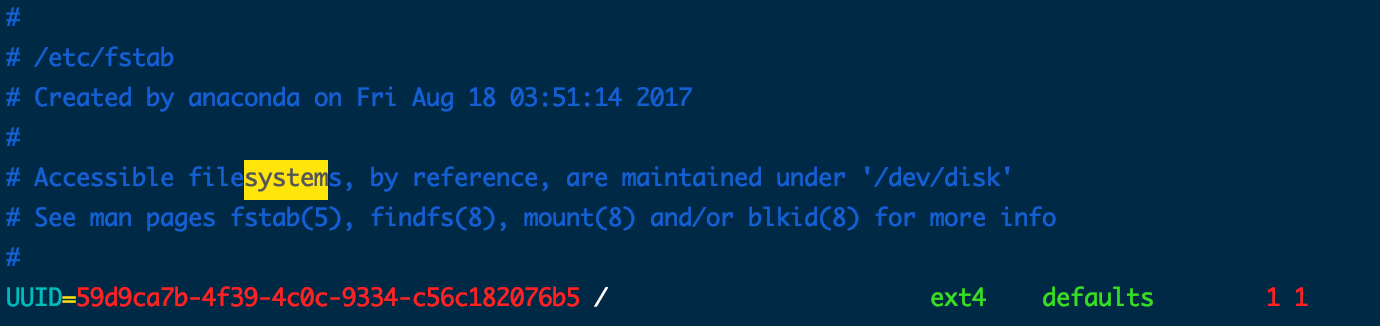 #
# /etc/fstab
# Created by anaconda on Fri Aug 18 03:51:14 2017
#
# Accessible filesystems, by reference, are maintained under '/dev/disk'
# See man pages fstab(5), findfs(8), mount(8) and/or blkid(8) for more info
#
UUID=59d9ca7b-4f39-4c0c-9334-c56c182076b5 /                       ext4    defaults        1 1